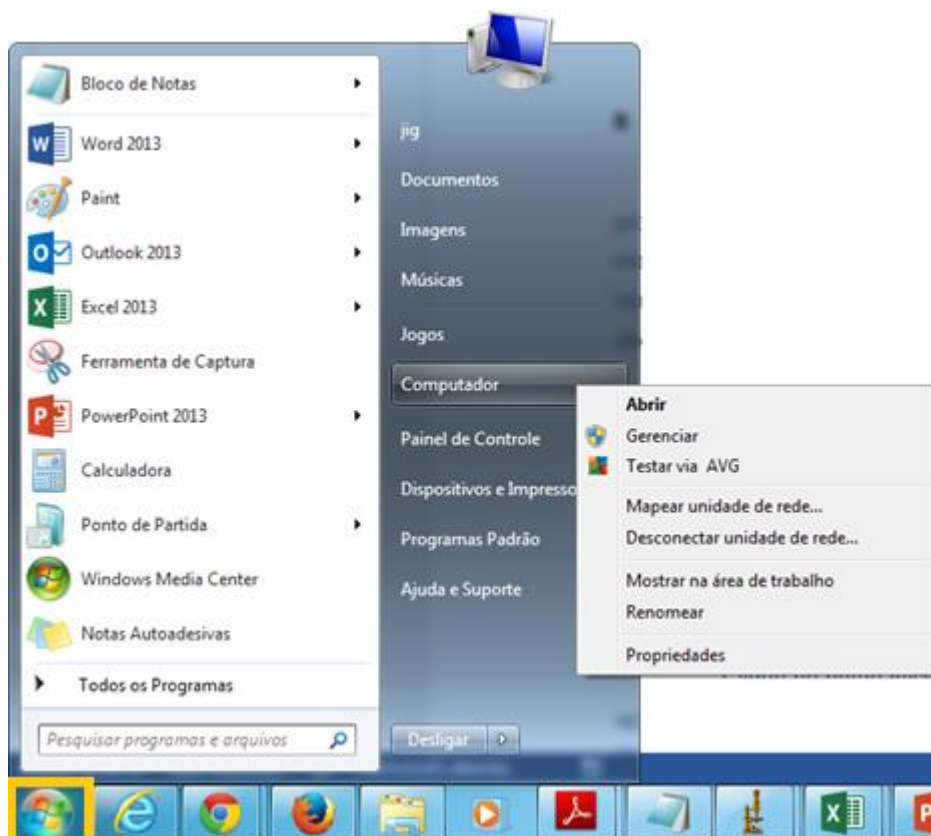 Bloco de Notas
Word 2013
Paint
Outlook 2013
Excel 2013
Ferramenta de Captura
PowerPoint 2013
Calculadora
Ponto de Partida
Windows Media Center
Notas Autoadesivas
Todos os Programas
Pesquisar programas e arquivos
jig
Documentos
Imagens
Músicas
Jogos
Computador
Painel de Controle
Dispositivos e Impresso
Programas Padrão
Ajuda e Suporte
Desligar
Abrir
Gerenciar
Testar via AVG
Mapear unidade de rede...
Desconectar unidade de rede...
Mostrar na área de trabalho
Renomear
Propriedades